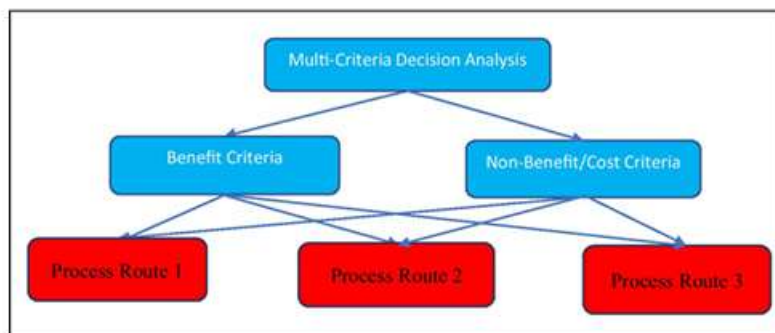 Multi-Criteria Decision Analysis
Benefit Criteria
Non-Benefit/Cost Criteria
Process Route 1
Process Route 2
Process Route 3